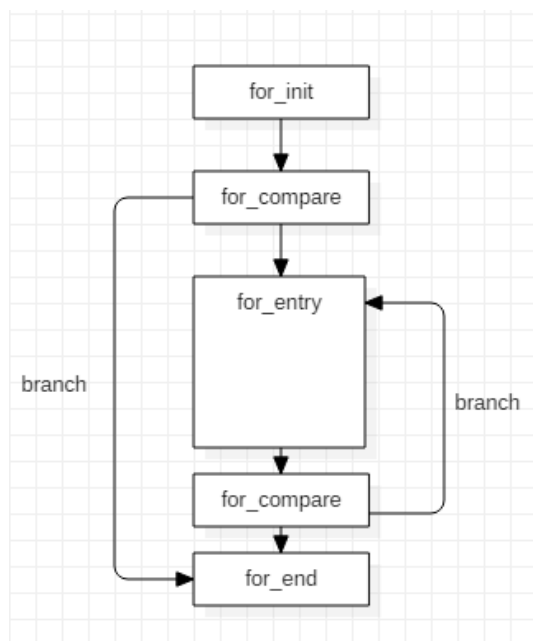 for_init
for_compare
for_entry
branch
branch
for_compare
for_end